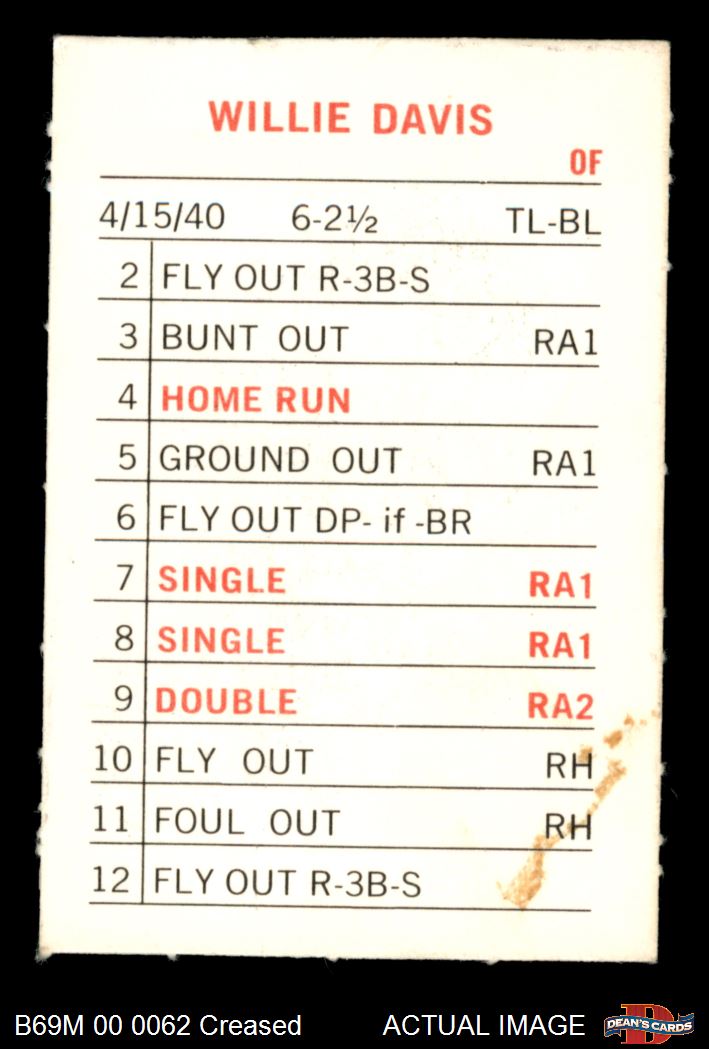 WILLIE DAVIS
OF
4/15/40 6-2½ TL-BL
2 FLY OUT R-3B-S
3 BUNT OUT RA1
4 HOME RUN
5 GROUND OUT RA1
6 FLY OUT DP- if -BR
7 SINGLE RA1
8 SINGLE RA1
9 DOUBLE RA2
10 FLY OUT RH
11 FOUL OUT RH
12 FLY OUT R-3B-S
B69M 00 0062 Creased ACTUAL IMAGE
D
DEAN'S CARDS